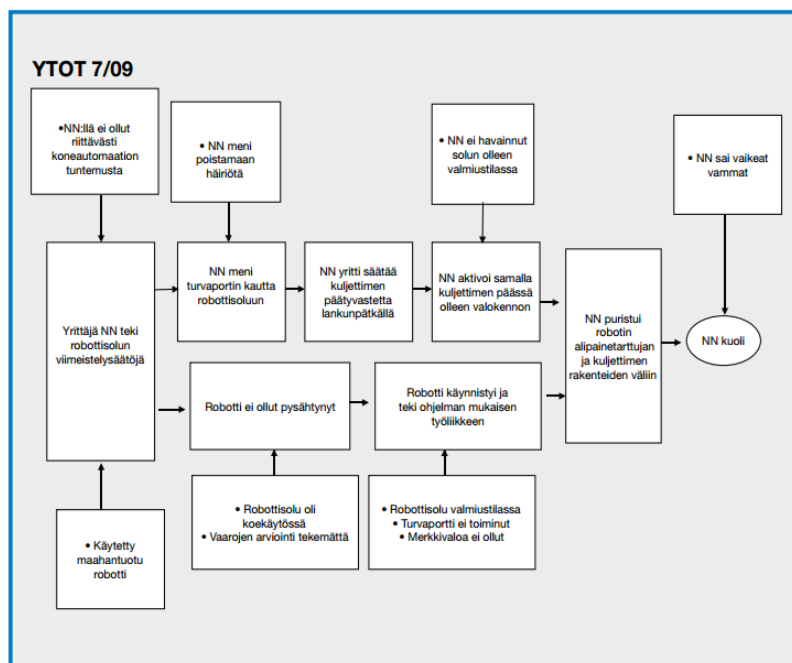 YTOT 7/09
•NN:llä ei ollut
riittävästi
koneautomaation
tuntemusta
• NN meni
poistamaan
häiriötä
• NN ei havainnut
solun olleen
valmiustilassa
• NN sai vaikeat
vammat
Yrittäjä NN teki
robottisolun
viimeistelysäätöjä
NN meni
turvaportin kautta
robottisoluun
NN yritti säätää
kuljettimen
päätyvastetta
lankunpätkällä
NN aktivoi samalla
kuljettimen päässä
olleen valokennon
NN puristui
robotin
alipainetarttujan
ja kuljettimen
rakenteiden väliin
NN kuoli
Robotti ei ollut pysähtynyt
Robotti käynnistyi ja
teki ohjelman mukaisen
työliikkeen
• Käytetty
maahantuotu
robotti
• Robottisolu oli
koekäytössä
• Vaarojen arviointi tekemättä
• Robottisolu valmiustilassa
• Turvaportti ei toiminut
• Merkkivaloa ei ollut